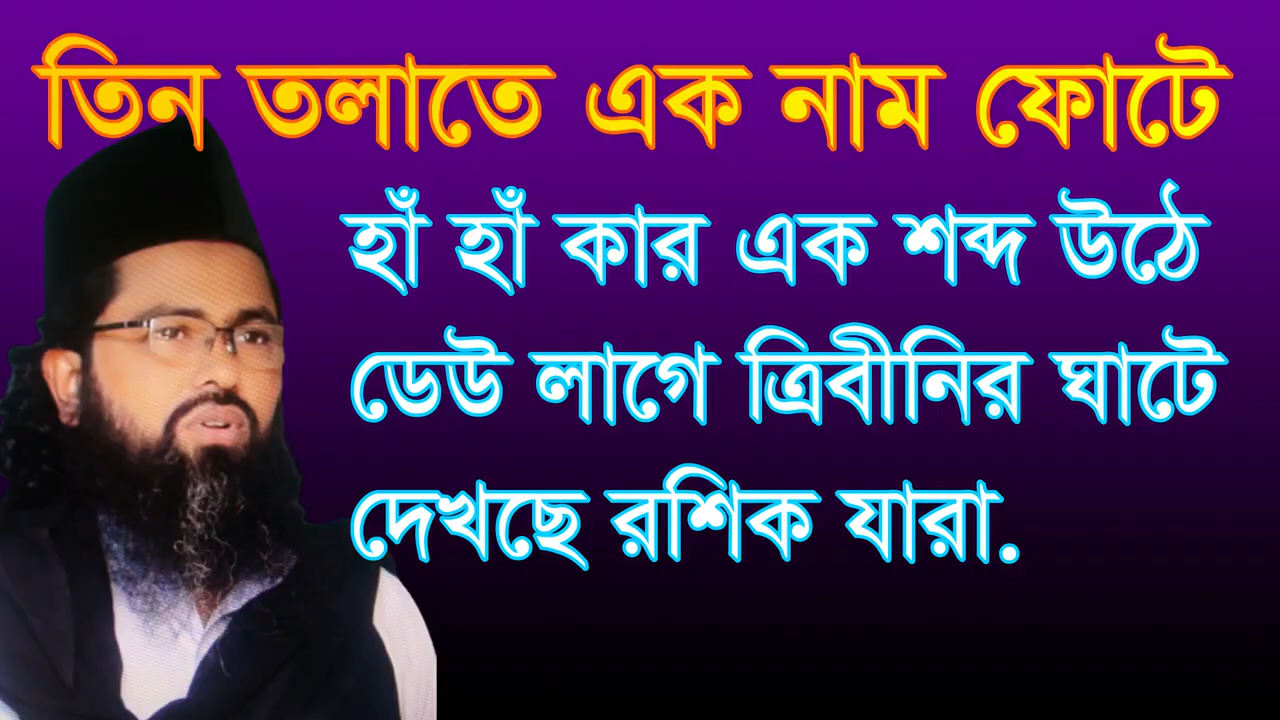 তিন তলাতে এক নাম ফোটে
হাঁ হাঁ কার এক শব্দ উঠে
ডেউ লাগে ত্রিবীনির ঘাটে
দেখছে রশিক যারা.